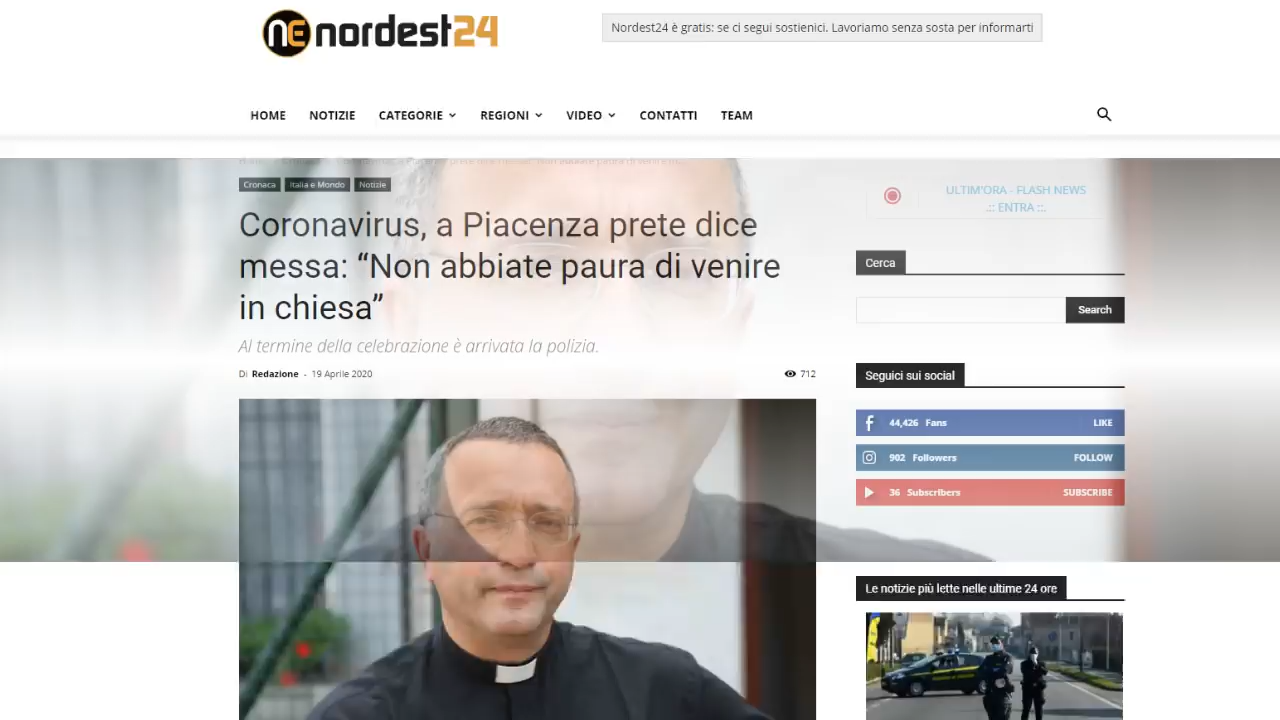 nordest24
Nordest24 è gratis: se ci segui sostienici. Lavoriamo senza sosta per informarti
HOME NOTIZIE CATEGORIE REGIONI VIDEO CONTATTI TEAM
Cronaca Italia e Mondo Notizie
Coronavirus, a Piacenza prete dice
messa: “Non abbiate paura di venire
in chiesa”
Al termine della celebrazione è arrivata la polizia.
Di Redazione - 19 Aprile 2020
712
ULTIM'ORA - FLASH NEWS
.:: ENTRA ::.
Cerca
Search
Seguici sui social
44,426 Fans LIKE
902 Followers FOLLOW
36 Subscribers SUBSCRIBE
Le notizie più lette nelle ultime 24 ore